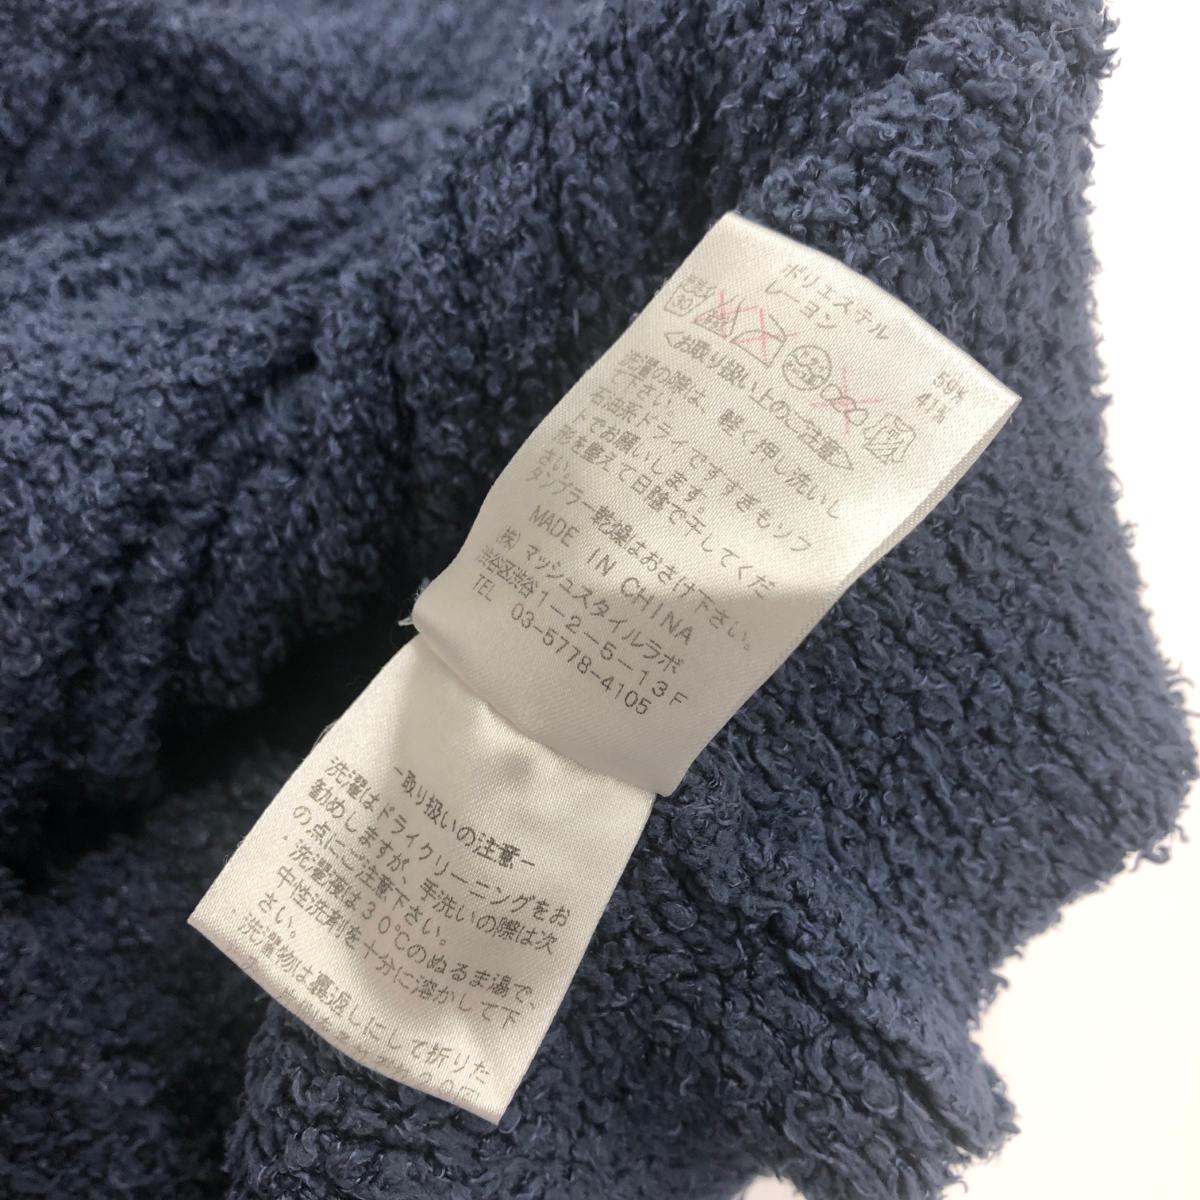 ポリエステル 59%
レーヨン 41%
30
<お取り扱い上のご注意>
洗濯の際は、軽く押し洗いし
て下さい。
石油系ドライですすぎもソフ
トでお願いします。
形を整えて日陰で干してくだ
さい。
タンブラー乾燥はおさけ下さい。
MADE IN CHINA
(株) マッシュスタイルラボ
渋谷区渋谷1-2-5-13F
TEL 03-5778-4105
-取り扱いの注意-
洗濯はドライクリーニングをお
勧めしますが、手洗いの際は次
の点にご注意下さい。
・洗濯液は30℃のぬるま湯で、
中性洗剤を十分に溶かして下
さい。
・洗濯物は裏返しにして折りた